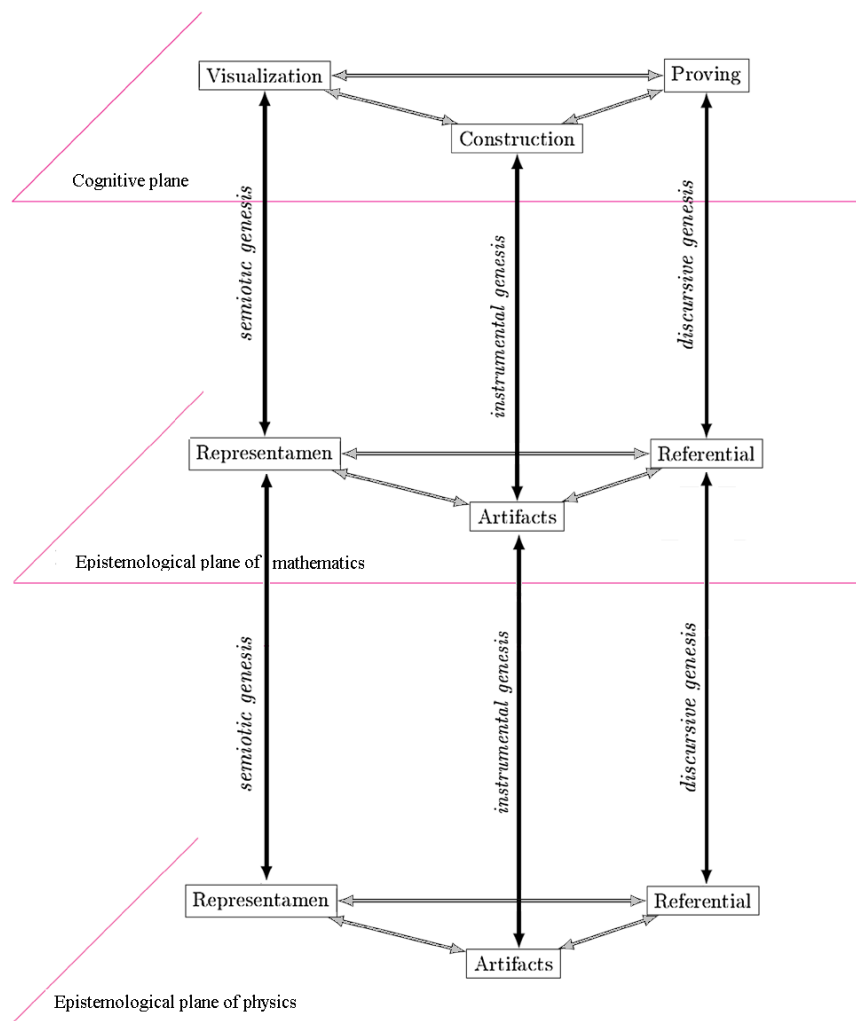 Visualization
Proving
Construction
Cognitive plane
semiotic genesis
instrumental genesis
discursive genesis
Representamen
Referential
Artifacts
Epistemological plane of mathematics
semiotic genesis
instrumental genesis
discursive genesis
Representamen
Referential
Artifacts
Epistemological plane of physics